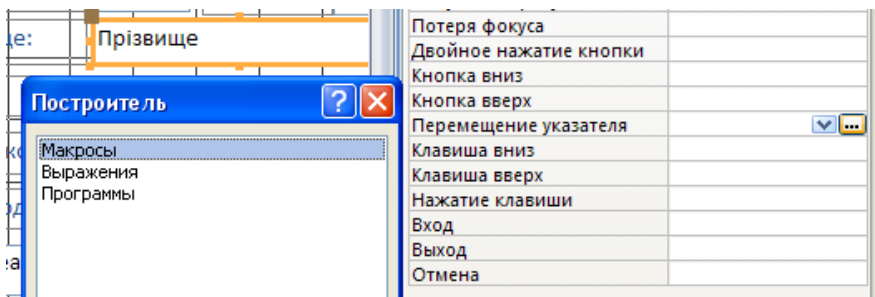 Прізвище
Построитель
Макросы
Выражения
Программы
Потеря фокуса
Двойное нажатие кнопки
Кнопка вниз
Кнопка вверх
Перемещение указателя
Клавиша вниз
Клавиша вверх
Нажатие клавиши
Вход
Выход
Отмена